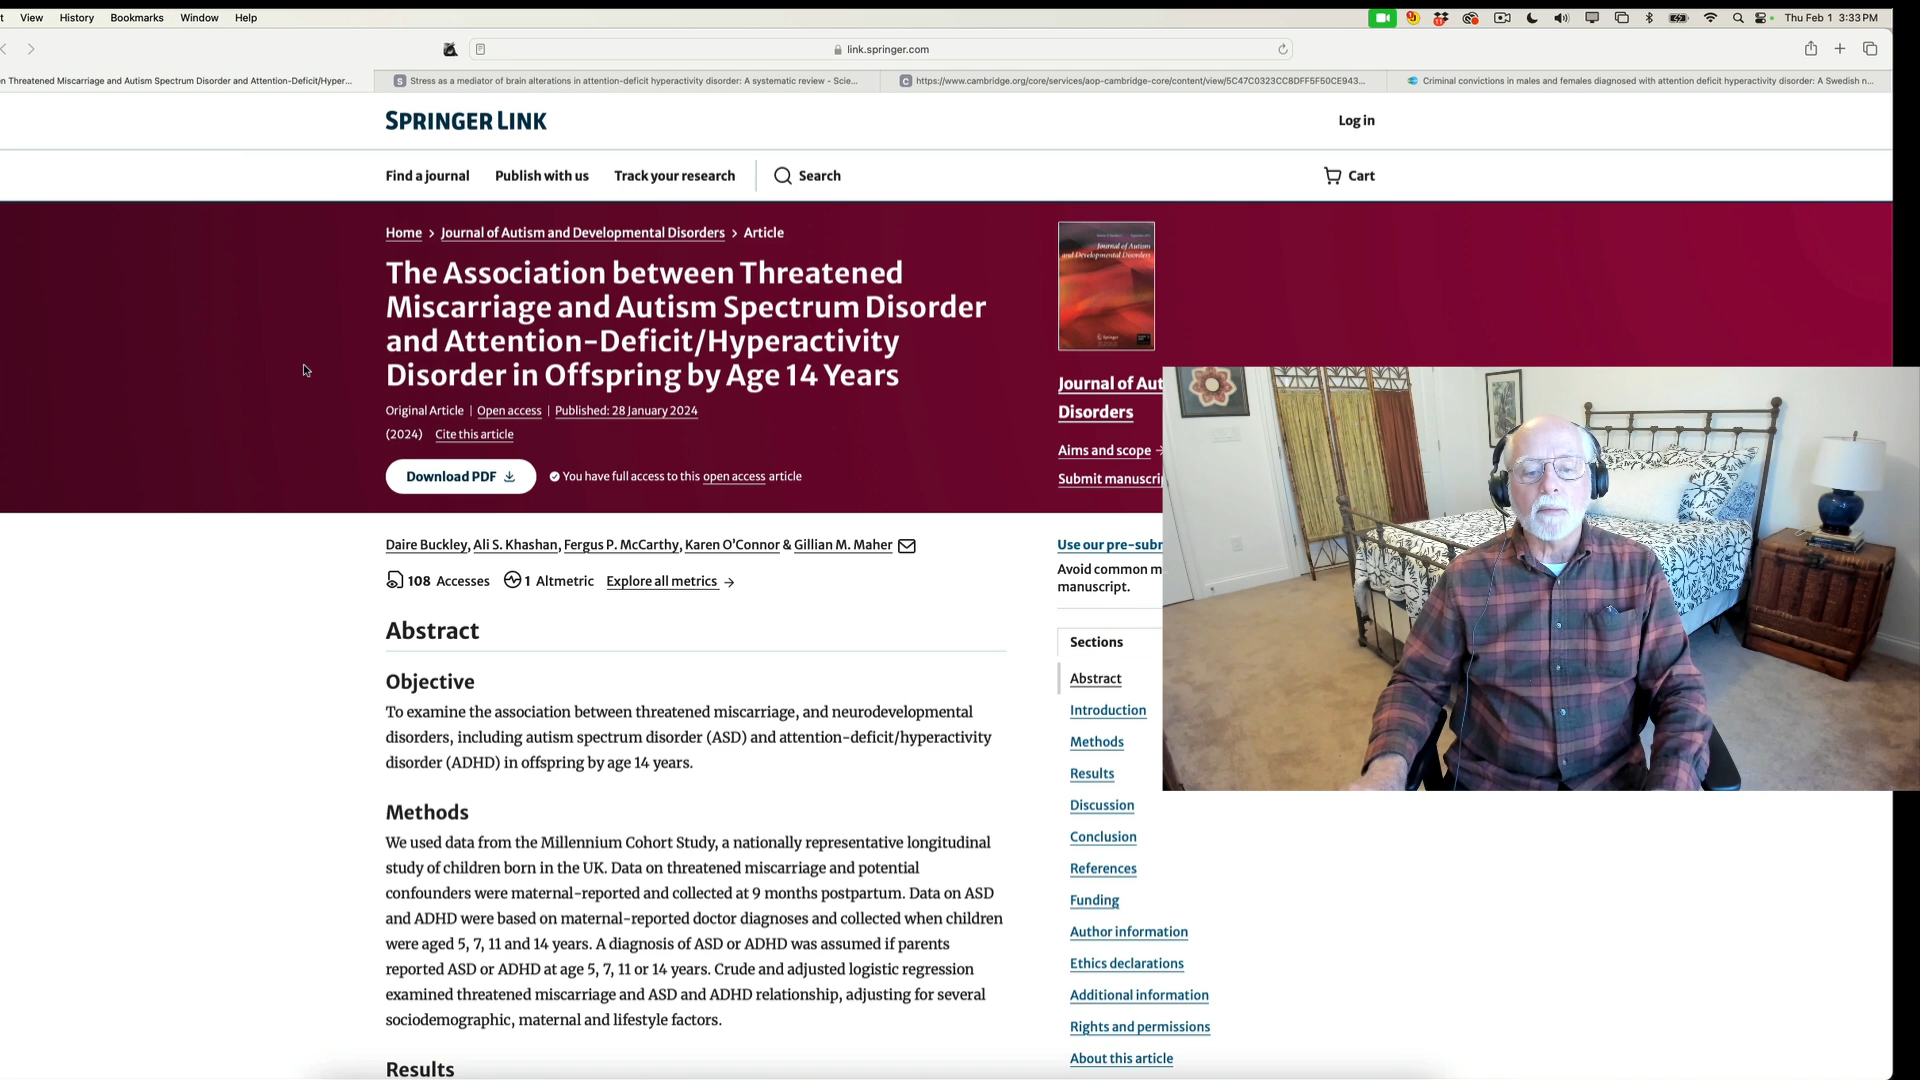 View History Bookmarks Window Help
Thu Feb 1 3:33 PM
link.springer.com
Threatened Miscarriage and Autism Spectrum Disorder and Attention-Deficit/Hyper...
S Stress as a mediator of brain alterations in attention-deficit hyperactivity disorder: A systematic review - Scie...
C https://www.cambridge.org/core/services/aop-cambridge-core/content/view/5C47C0323CC8DFF5F50CE943...
Criminal convictions in males and females diagnosed with attention deficit hyperactivity disorder: A Swedish n...
SPRINGER LINK
Log in
Find a journal Publish with us Track your research Search
Cart
Home > Journal of Autism and Developmental Disorders > Article
The Association between Threatened
Miscarriage and Autism Spectrum Disorder
and Attention-Deficit/Hyperactivity
Disorder in Offspring by Age 14 Years
Original Article | Open access | Published: 28 January 2024
(2024) Cite this article
Download PDF
You have full access to this open access article
Journal of Autism
and Developmental Disorders
Springer
Journal of Aut
Disorders
Aims and scope
Submit manuscri
Daire Buckley, Ali S. Khashan, Fergus P. McCarthy, Karen O'Connor & Gillian M. Maher
108 Accesses 1 Altmetric Explore all metrics →
Abstract
Objective
To examine the association between threatened miscarriage, and neurodevelopmental
disorders, including autism spectrum disorder (ASD) and attention-deficit/hyperactivity
disorder (ADHD) in offspring by age 14 years.
Methods
We used data from the Millennium Cohort Study, a nationally representative longitudinal
study of children born in the UK. Data on threatened miscarriage and potential
confounders were maternal-reported and collected at 9 months postpartum. Data on ASD
and ADHD were based on maternal-reported doctor diagnoses and collected when children
were aged 5, 7, 11 and 14 years. A diagnosis of ASD or ADHD was assumed if parents
reported ASD or ADHD at age 5, 7, 11 or 14 years. Crude and adjusted logistic regression
examined threatened miscarriage and ASD and ADHD relationship, adjusting for several
sociodemographic, maternal and lifestyle factors.
Results
Use our pre-subr
Avoid common m
manuscript.
Sections
Abstract
Introduction
Methods
Results
Discussion
Conclusion
References
Funding
Author information
Ethics declarations
Additional information
Rights and permissions
About this article